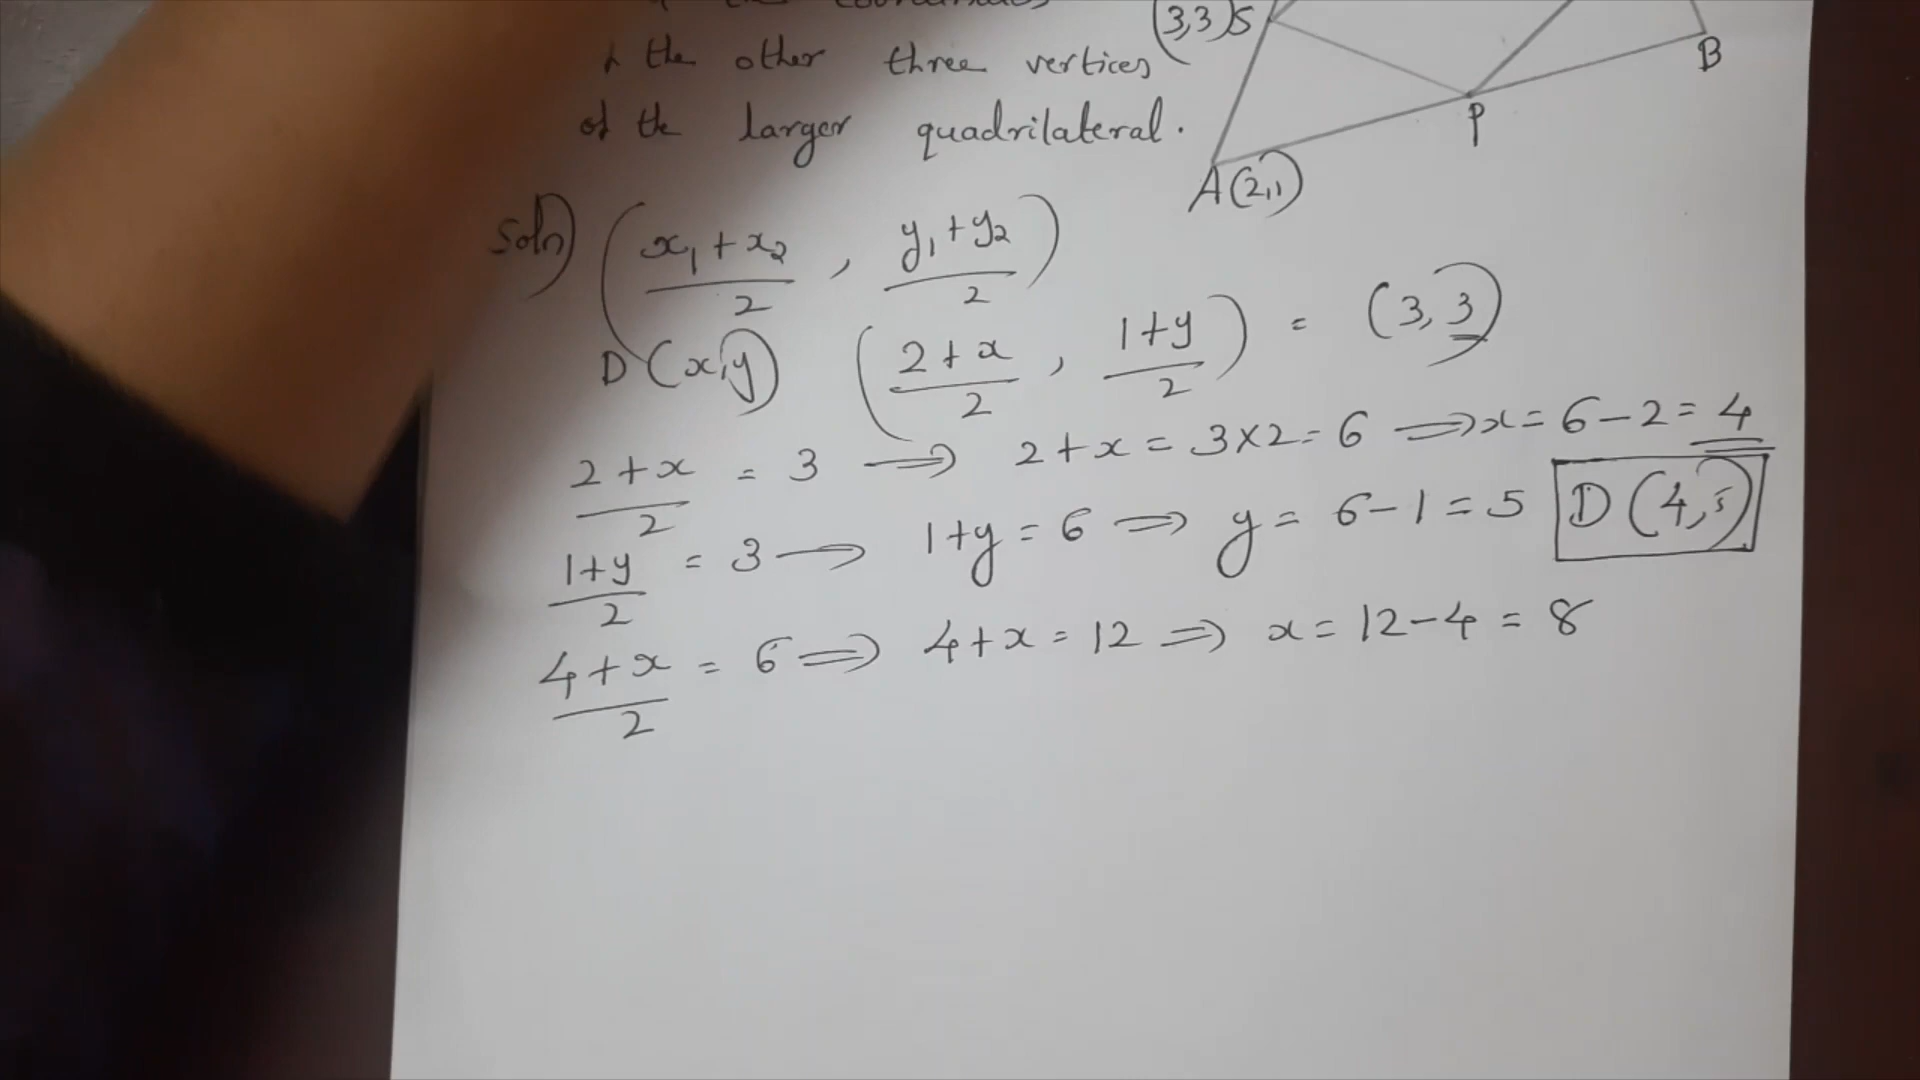 (3,3) S
the other three vertices
B
of the larger quadrilateral.
P
A(2,1)
Soln) (x₁+x₂/2 , y₁+y₂/2)
D (x,y) (2+x/2 , 1+y/2) = (3,3)
2+x/2 = 3 → 2+x = 3×2 = 6 ⇒ x = 6-2 = 4
1+y/2 = 3 → 1+y = 6 ⇒ y = 6-1 = 5 D (4,5)
4+x/2 = 6 ⇒ 4+x = 12 ⇒ x = 12-4 = 8